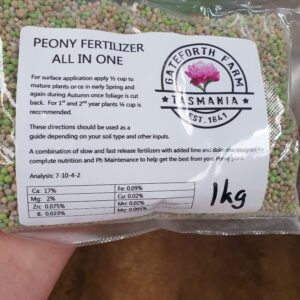 PEONY FERTILIZER
ALL IN ONE
GATEFORTH FARM
TASMANIA
EST. 1841
For surface application apply ½ cup to
mature plants once in early Spring and
again during Autumn once foliage is cut
back. For 1st and 2nd year plants ¼ cup is
recommended.
These directions should be used as a
guide depending on your soil type and other inputs.
A combination of slow and fast release fertilizers with added lime and dolo designed for
complete nutrition and Ph Maintenance to help get the best from your Peony plants.
Analysis: 7-10-4-2
Ca: 17% Fe: 0.09%
Mg: 2% Cu: 0.02%
Zn: 0.075% Mn: 0.02%
B: 0.023% Mo: 0.001%
1kg